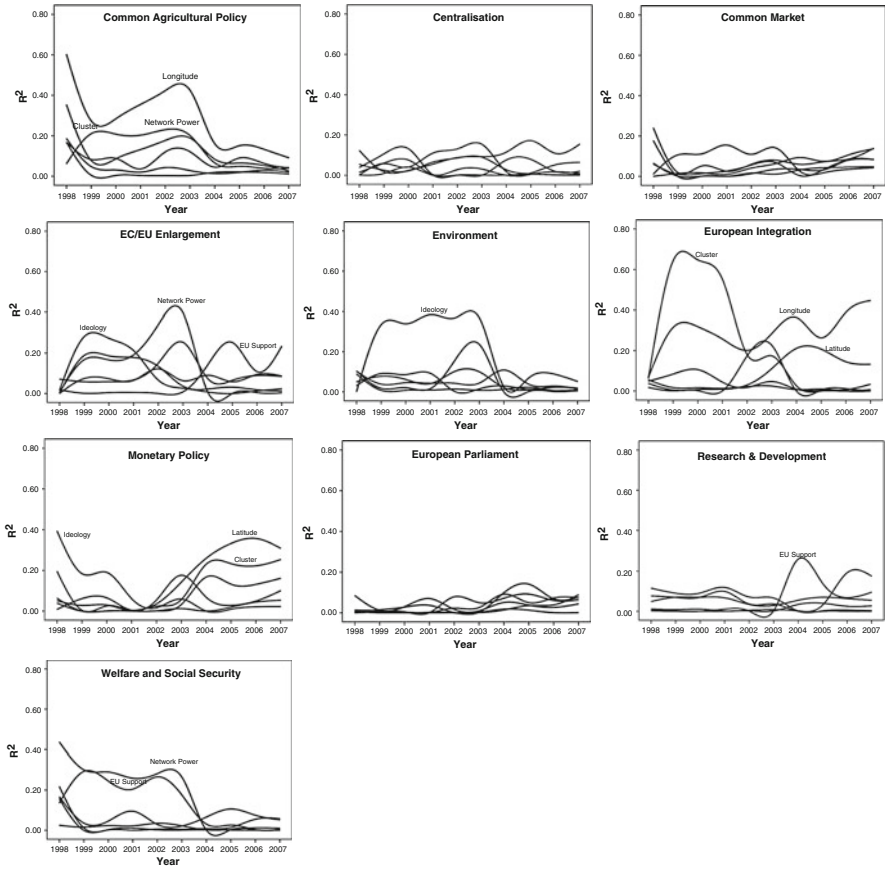 Common Agricultural Policy
0.80
0.60
0.40
0.20
0.00
R2
Longitude
Cluster
Network Power
1998 1999 2000 2001 2002 2003 2004 2005 2006 2007
Year
Centralisation
0.80
0.60
0.40
0.20
0.00
R2
1998 1999 2000 2001 2002 2003 2004 2005 2006 2007
Year
Common Market
0.80
0.60
0.40
0.20
0.00
R2
1998 1999 2000 2001 2002 2003 2004 2005 2006 2007
Year
EC/EU Enlargement
0.80
0.60
0.40
0.20
0.00
R2
Network Power
Ideology
EU Support
1998 1999 2000 2001 2002 2003 2004 2005 2006 2007
Year
Environment
0.80
0.60
0.40
0.20
0.00
R2
Ideology
1998 1999 2000 2001 2002 2003 2004 2005 2006 2007
Year
European Integration
0.80
0.60
0.40
0.20
0.00
R2
Cluster
Longitude
Latitude
1998 1999 2000 2001 2002 2003 2004 2005 2006 2007
Year
Monetary Policy
0.80
0.60
0.40
0.20
0.00
R2
Ideology
Latitude
Cluster
1998 1999 2000 2001 2002 2003 2004 2005 2006 2007
Year
European Parliament
0.80
0.60
0.40
0.20
0.00
R2
1998 1999 2000 2001 2002 2003 2004 2005 2006 2007
Year
Research & Development
0.80
0.60
0.40
0.20
0.00
R2
EU Support
1998 1999 2000 2001 2002 2003 2004 2005 2006 2007
Year
Welfare and Social Security
0.80
0.60
0.40
0.20
0.00
R2
Network Power
EU Support
1998 1999 2000 2001 2002 2003 2004 2005 2006 2007
Year